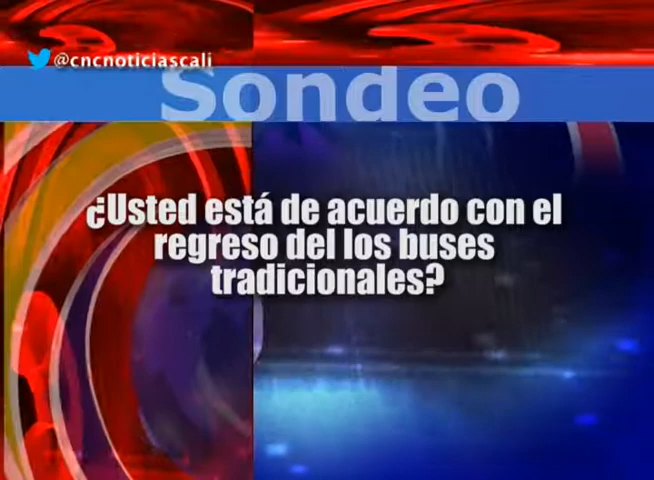 @cncnoticiascali
Sondeo
¿Usted está de acuerdo con el
regreso del los buses
tradicionales?